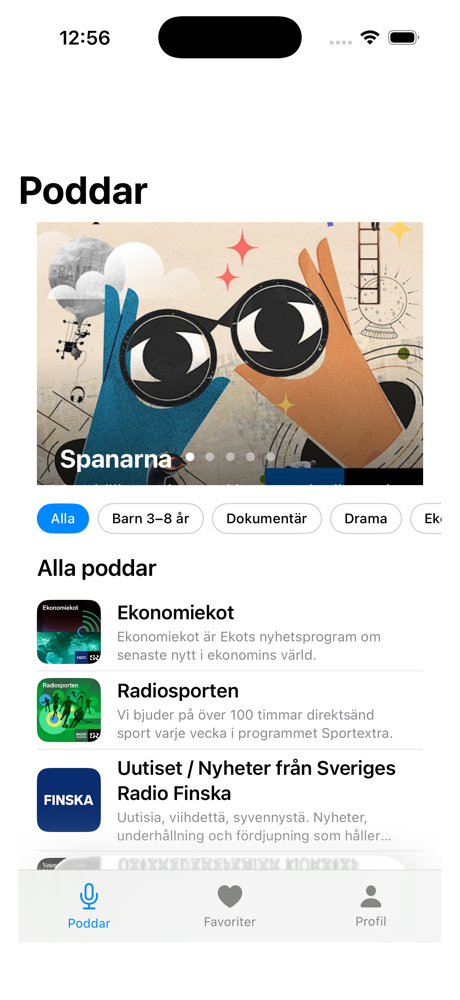 12:56
Poddar
Spanarna
Alla
Barn 3–8 år
Dokumentär
Drama
Alla poddar
Ekonomiekot
Ekonomiekot
Ekonomiekot är Ekots nyhetsprogram om
senaste nytt i ekonomins värld.
Radiosporten
Radiosporten
Vi bjuder på över 100 timmar direktsänd
sport varje vecka i programmet Sportextra.
FINSKA
Uutiset / Nyheter från Sveriges
Radio Finska
Uutisia, viihdettä, syvennystä. Nyheter,
underhållning och fördjupning som håller...
Poddar
Favoriter
Profil